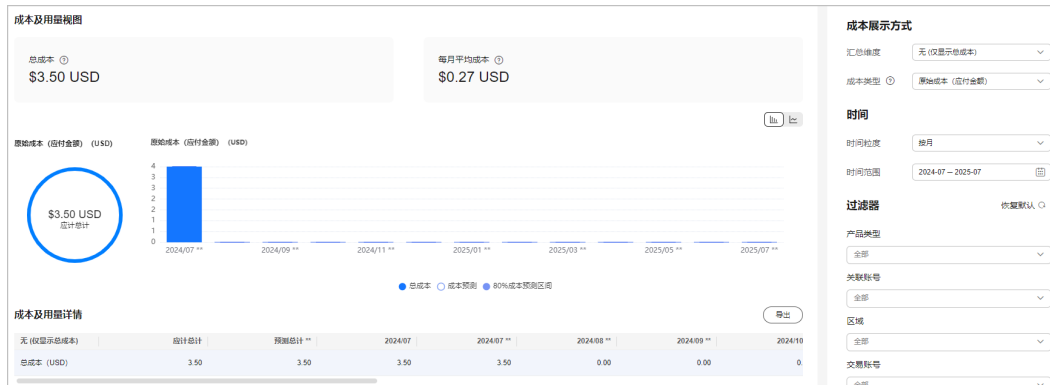 成本及用量视图
总成本 ?
$3.50 USD
每月平均成本 ?
$0.27 USD
原始成本（应付金额）（USD）
$3.50 USD
应计总计
原始成本（应付金额）（USD）
4
3
3
2
2
1
1
0
2024/07 ** 2024/09 ** 2024/11 ** 2025/01 ** 2025/03 ** 2025/05 ** 2025/07 **
总成本 成本预测 80%成本预测区间
成本及用量详情
导出
无 (仅显示总成本) 应计总计 预测总计 ** 2024/07 2024/07 ** 2024/08 ** 2024/09 ** 2024/10
总成本（USD） 3.50 3.50 3.50 3.50 0.00 0.00 0.
成本展示方式
汇总维度 无 (仅显示总成本)
成本类型 ? 原始成本（应付金额）
时间
时间粒度 按月
时间范围 2024-07 – 2025-07
过滤器 恢复默认
产品类型
全部
关联账号
全部
区域
全部
交易账号
全部